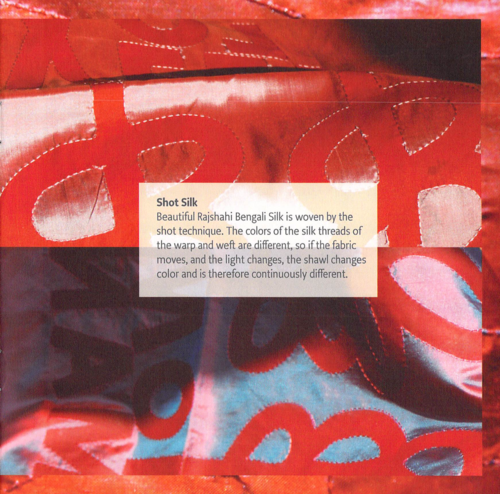 Shot Silk
Beautiful Rajshahi Bengali Silk is woven by the
shot technique. The colors of the silk threads of
the warp and weft are different, so if the fabric
moves, and the light changes, the shawl changes
color and is therefore continuously different.